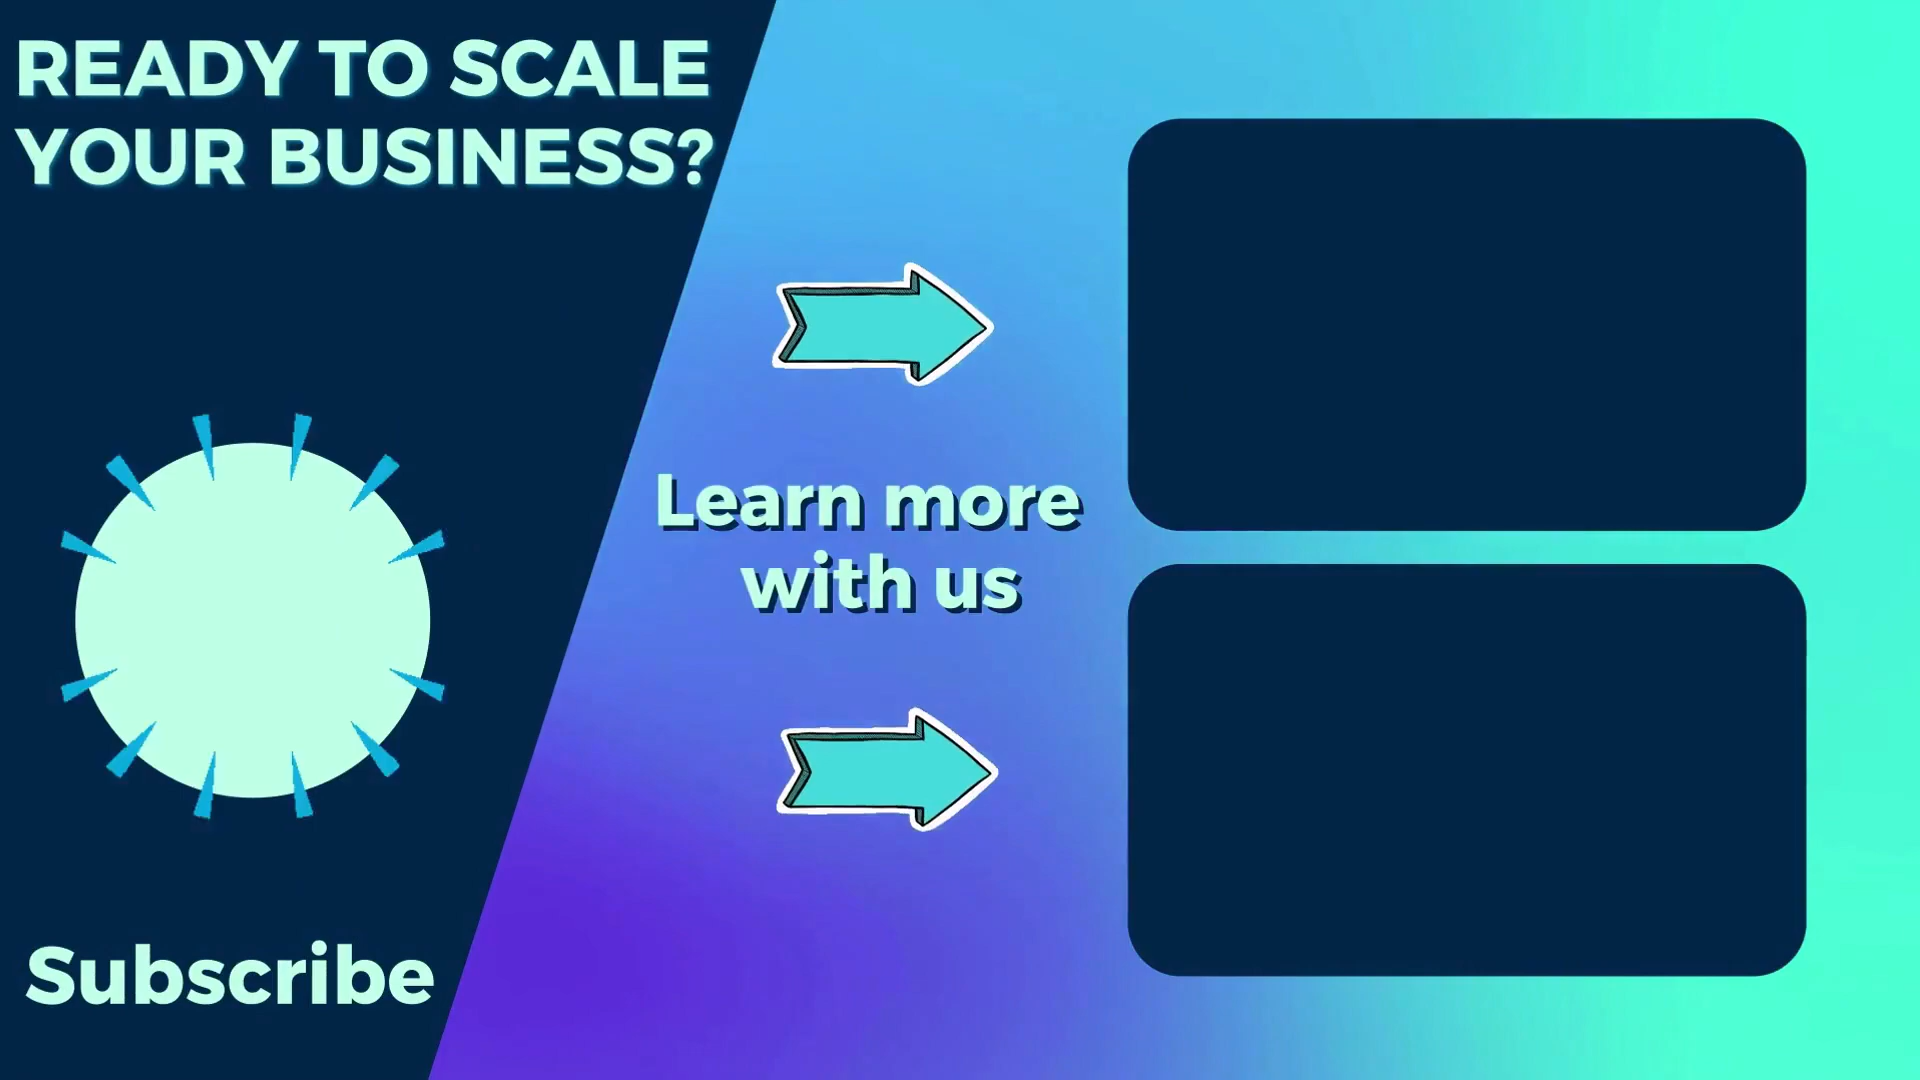 READY TO SCALE
YOUR BUSINESS?
Learn more
with us
Subscribe